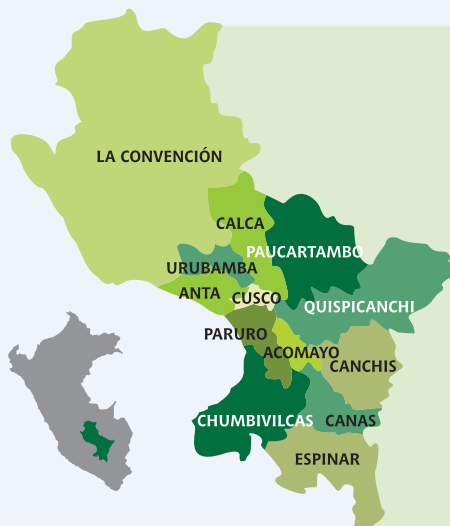 LA CONVENCIÓN
CALCA
PAUCARTAMBO
URUBAMBA
ANTA
CUSCO
QUISPICANCHI
PARURO
ACOMAYO
CANCHIS
CHUMBIVILCAS
CANAS
ESPINAR